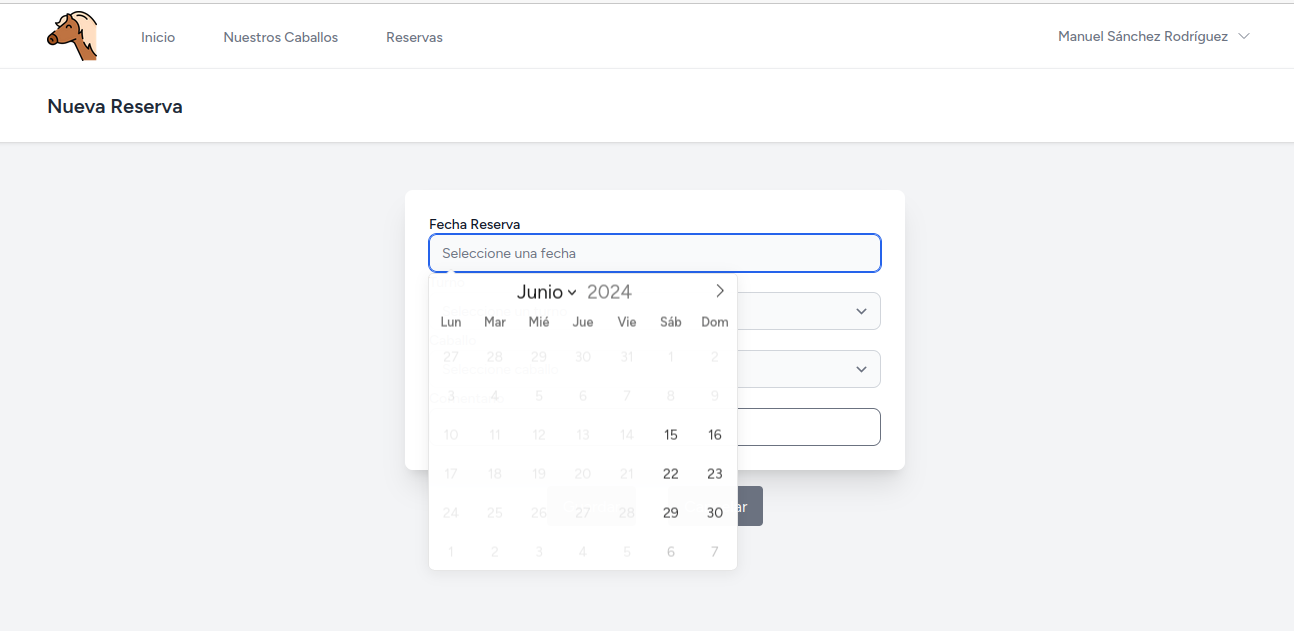 Inicio
Nuestros Caballos
Reservas
Manuel Sánchez Rodríguez
Nueva Reserva
Fecha Reserva
Seleccione una fecha
Junio 2024
Lun Mar Mié Jue Vie Sáb Dom
27 28 29 30 31 1 2
3 4 5 6 7 8 9
10 11 12 13 14 15 16
17 18 19 20 21 22 23
24 25 26 27 28 29 30
1 2 3 4 5 6 7